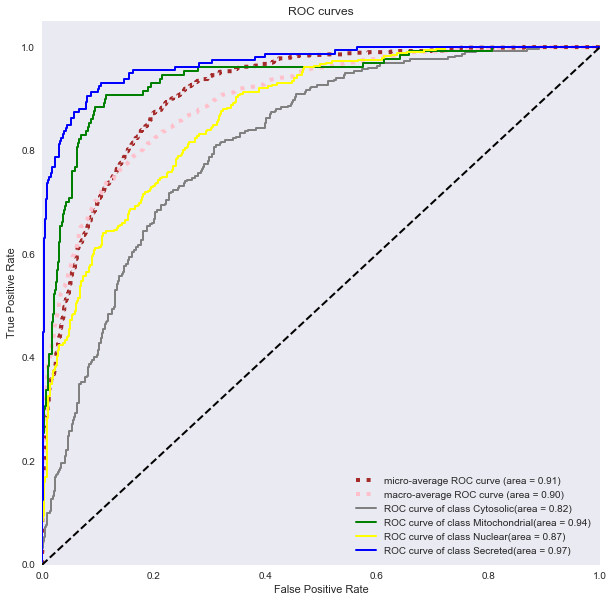 ROC curves
1.0
0.8
0.6
0.4
0.2
0.0
True Positive Rate
micro-average ROC curve (area = 0.91)
macro-average ROC curve (area = 0.90)
ROC curve of class Cytosolic(area = 0.82)
ROC curve of class Mitochondrial(area = 0.94)
ROC curve of class Nuclear(area = 0.87)
ROC curve of class Secreted(area = 0.97)
0.0 0.2 0.4 0.6 0.8 1.0
False Positive Rate